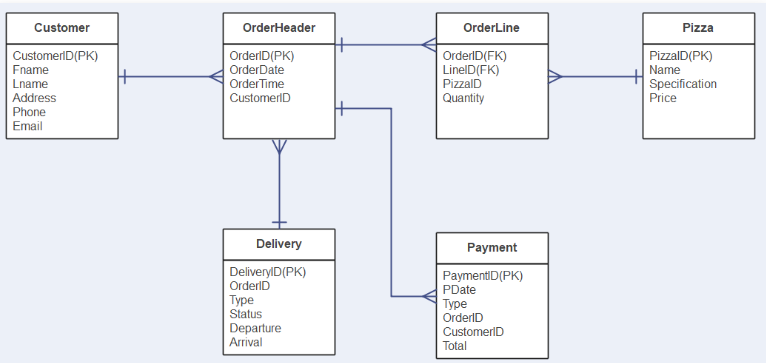 Customer
CustomerID(PK)
Fname
Lname
Address
Phone
Email
OrderHeader
OrderID(PK)
OrderDate
OrderTime
CustomerID
OrderLine
OrderID(FK)
LineID(FK)
PizzaID
Quantity
Pizza
PizzaID(PK)
Name
Specification
Price
Delivery
DeliveryID(PK)
OrderID
Type
Status
Departure
Arrival
Payment
PaymentID(PK)
PDate
Type
OrderID
CustomerID
Total